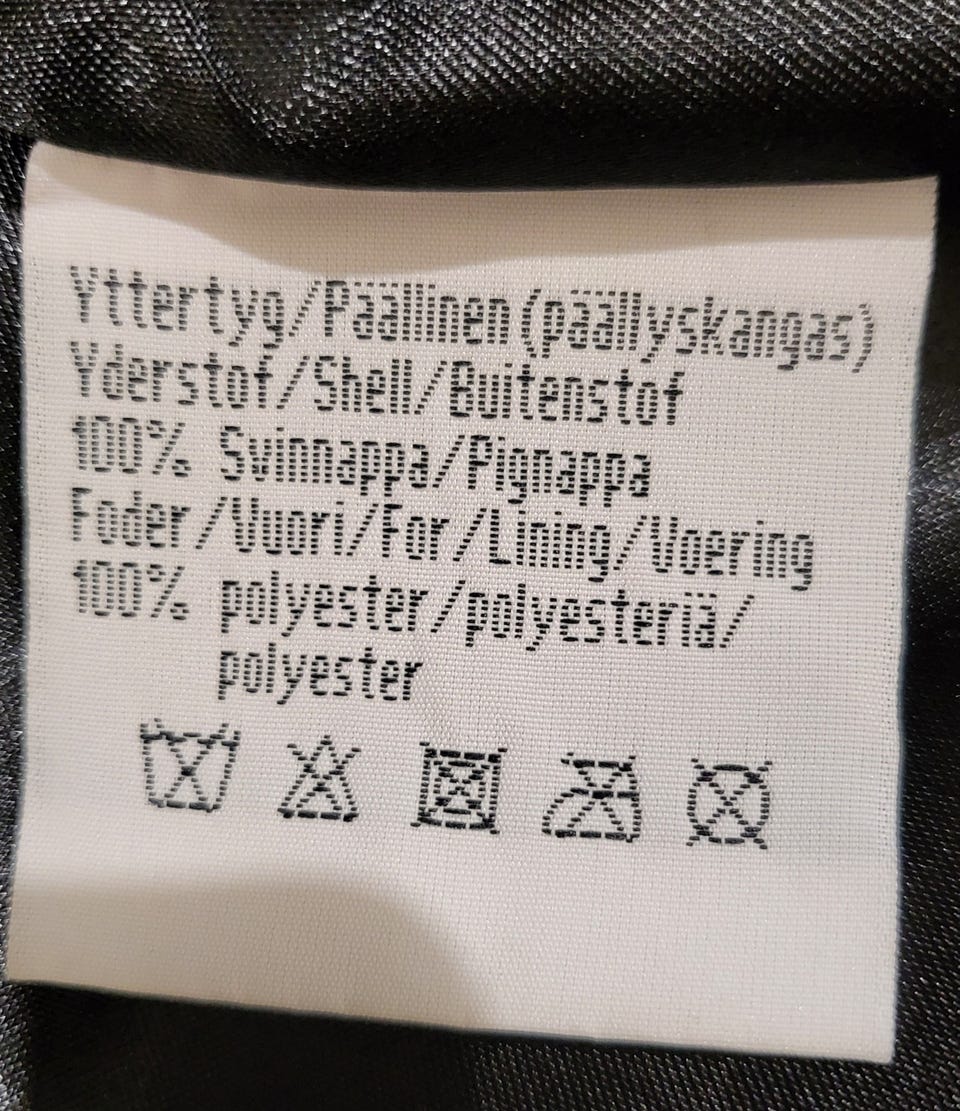 Yttertyg/Päällinen (päällyskangas)
Yderstof/Shell/Buitenstof
100% Svinnappa/Pignappa
Foder/Vuori/For/Lining/Voering
100% polyester/polyesteriä/
polyester